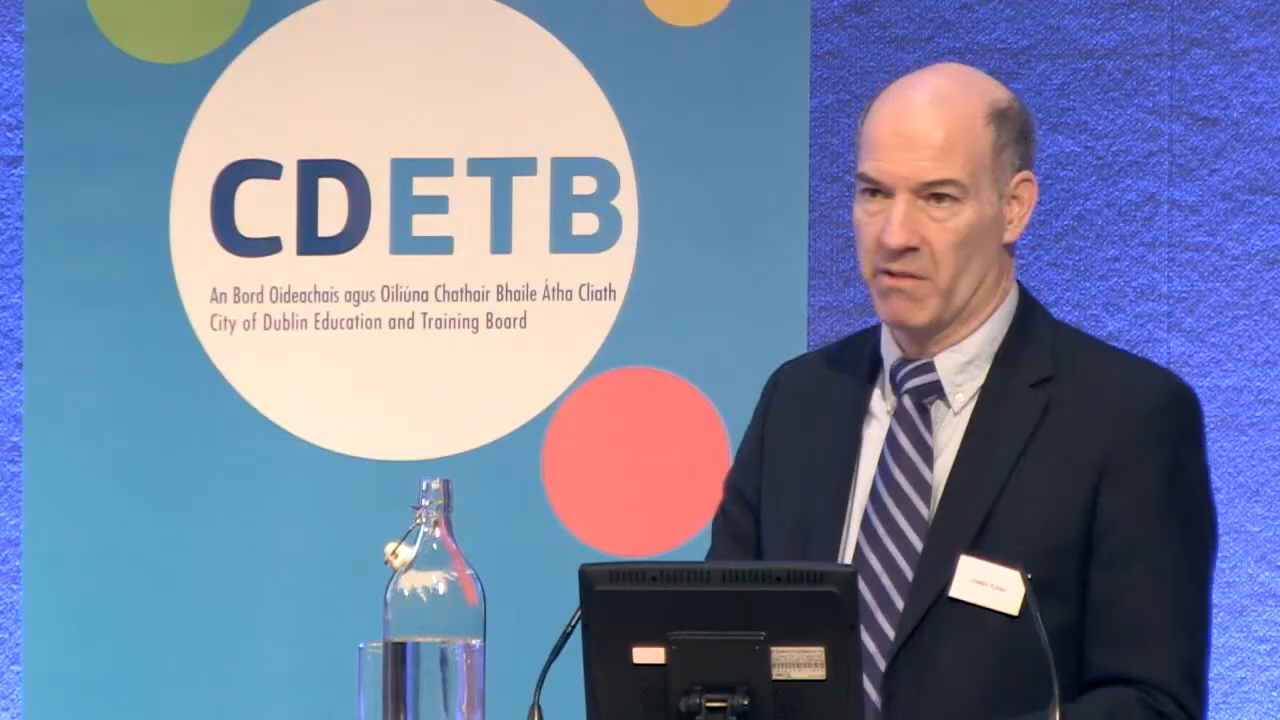 CDETB
An Bord Oideachais agus Oiliúna Chathair Bhaile Átha Cliath
City of Dublin Education and Training Board